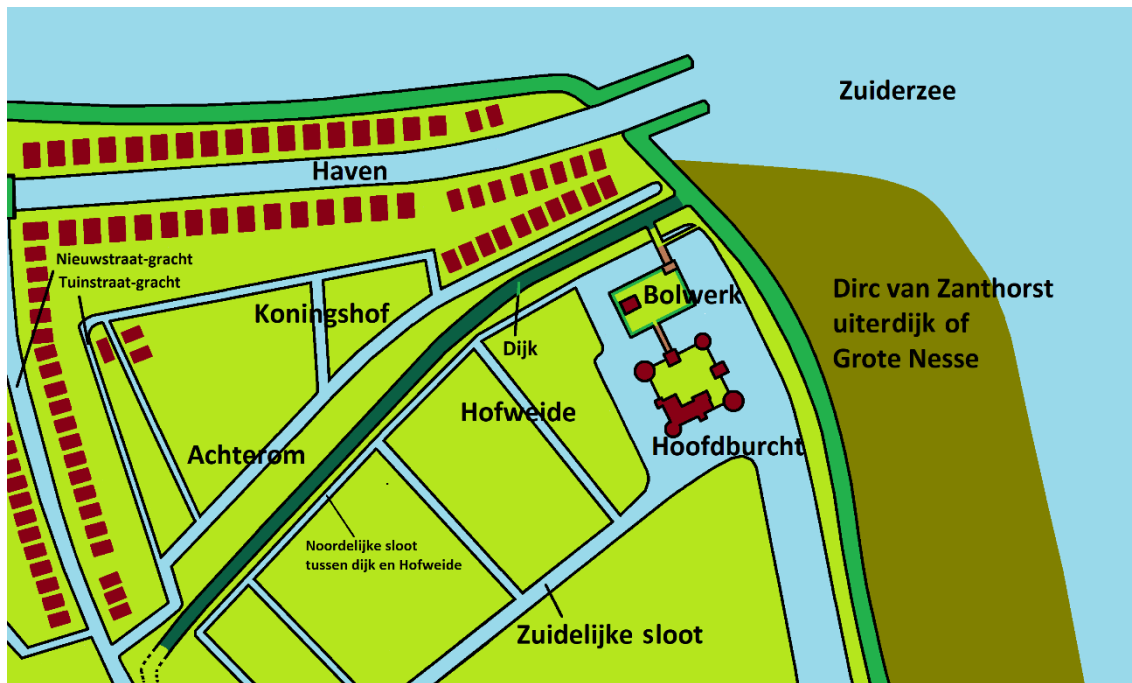 Zuiderzee
Haven
Nieuwstraat-gracht
Tuinstraat-gracht
Koningshof
Bolwerk
Dirc van Zanthorst
uiterdijk of
Grote Nesse
Dijk
Hofweide
Hoofdburcht
Achterom
Noordelijke sloot
tussen dijk en Hofweide
Zuidelijke sloot